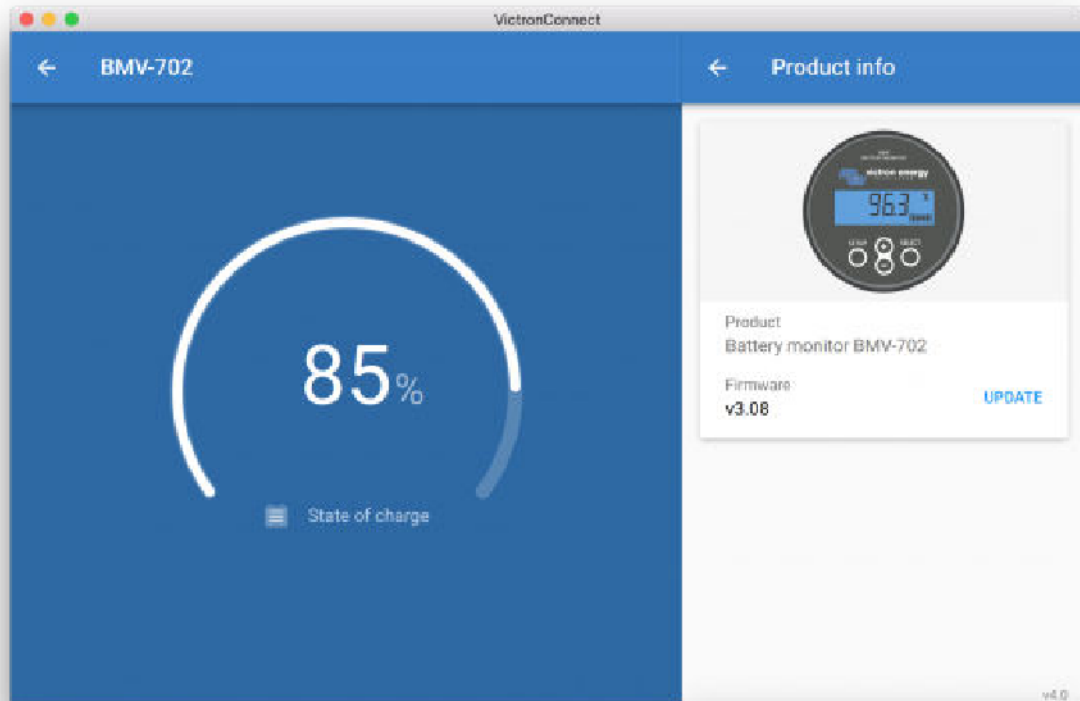 VictronConnect
BMV-702
85%
State of charge
Product info
victron energy
96.3 %
SELECT
Product
Battery monitor BMV-702
Firmware
v3.08
UPDATE
v4.0